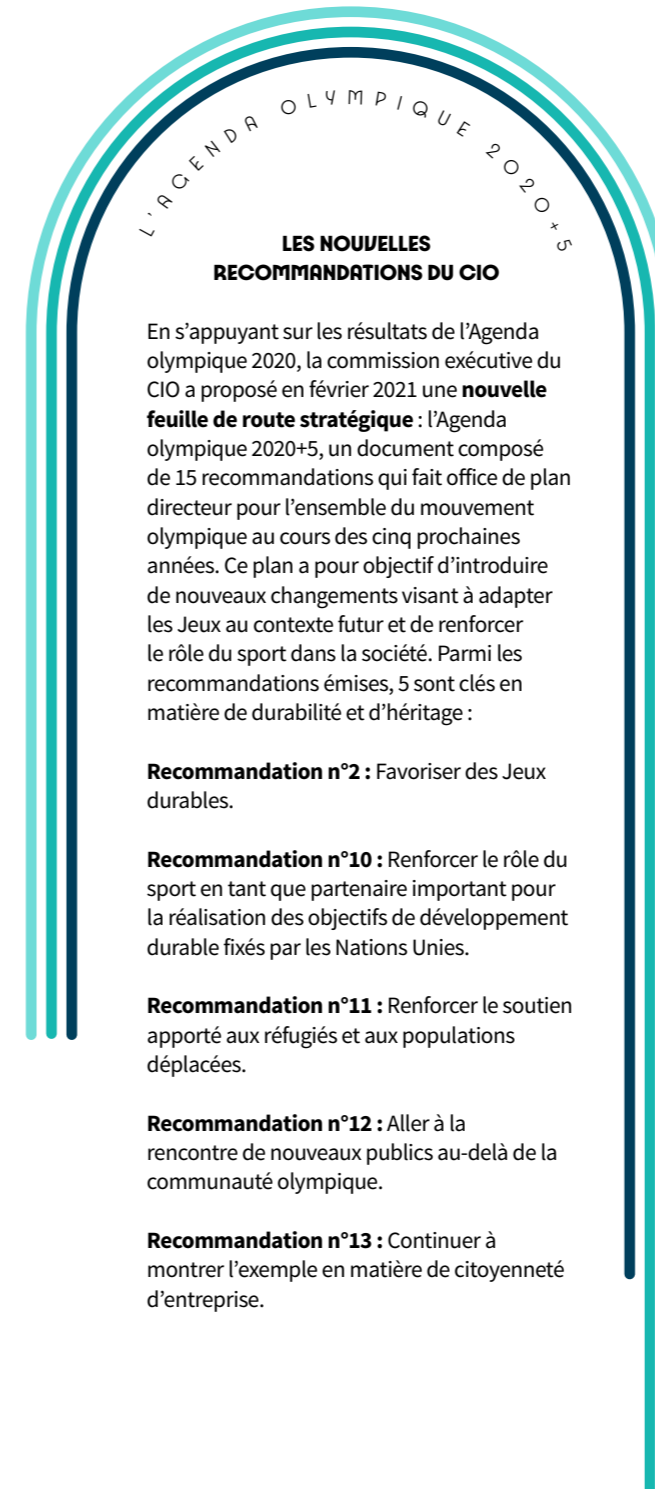 L'AGENDA OLYMPIQUE 2020+5
LES NOUVELLES
RECOMMANDATIONS DU CIO
En s’appuyant sur les résultats de l’Agenda
olympique 2020, la commission exécutive du
CIO a proposé en février 2021 une nouvelle
feuille de route stratégique : l’Agenda
olympique 2020+5, un document composé
de 15 recommandations qui fait office de plan
directeur pour l’ensemble du mouvement
olympique au cours des cinq prochaines
années. Ce plan a pour objectif d’introduire
de nouveaux changements visant à adapter
les Jeux au contexte futur et de renforcer
le rôle du sport dans la société. Parmi les
recommandations émises, 5 sont clés en
matière de durabilité et d’héritage :
Recommandation n°2 : Favoriser des Jeux
durables.
Recommandation n°10 : Renforcer le rôle du
sport en tant que partenaire important pour
la réalisation des objectifs de développement
durable fixés par les Nations Unies.
Recommandation n°11 : Renforcer le soutien
apporté aux réfugiés et aux populations
déplacées.
Recommandation n°12 : Aller à la
rencontre de nouveaux publics au-delà de la
communauté olympique.
Recommandation n°13 : Continuer à
montrer l’exemple en matière de citoyenneté
d’entreprise.